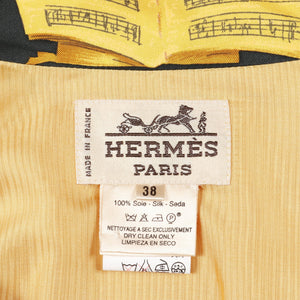 MADE IN FRANCE
HERMÈS
PARIS
38
100% Soie - Silk - Seda
NETTOYAGE A SEC EXCLUSIVEMENT
DRY CLEAN ONLY
LIMPIEZA EN SECO